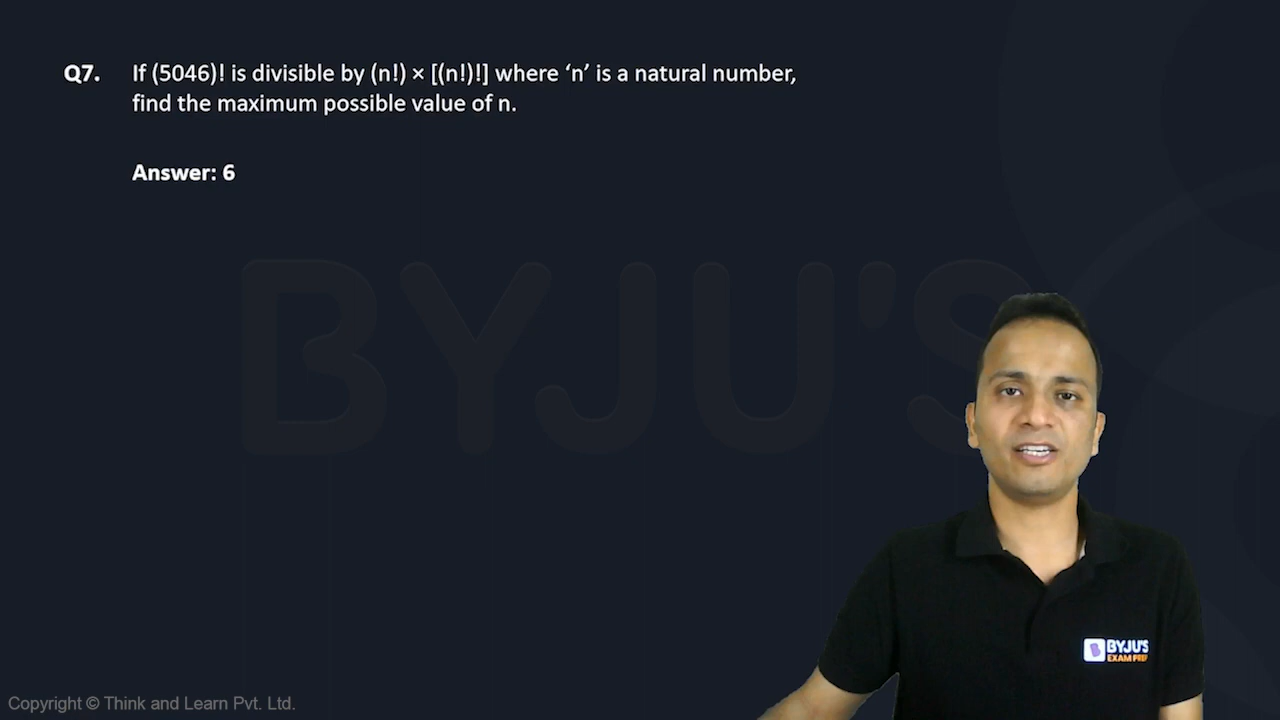 Q7. If (5046)! is divisible by (n!) × [(n!)!] where ‘n’ is a natural number,
find the maximum possible value of n.
Answer: 6
BYJU'S
BYJU'S
EXAM PREP
Copyright © Think and Learn Pvt. Ltd.